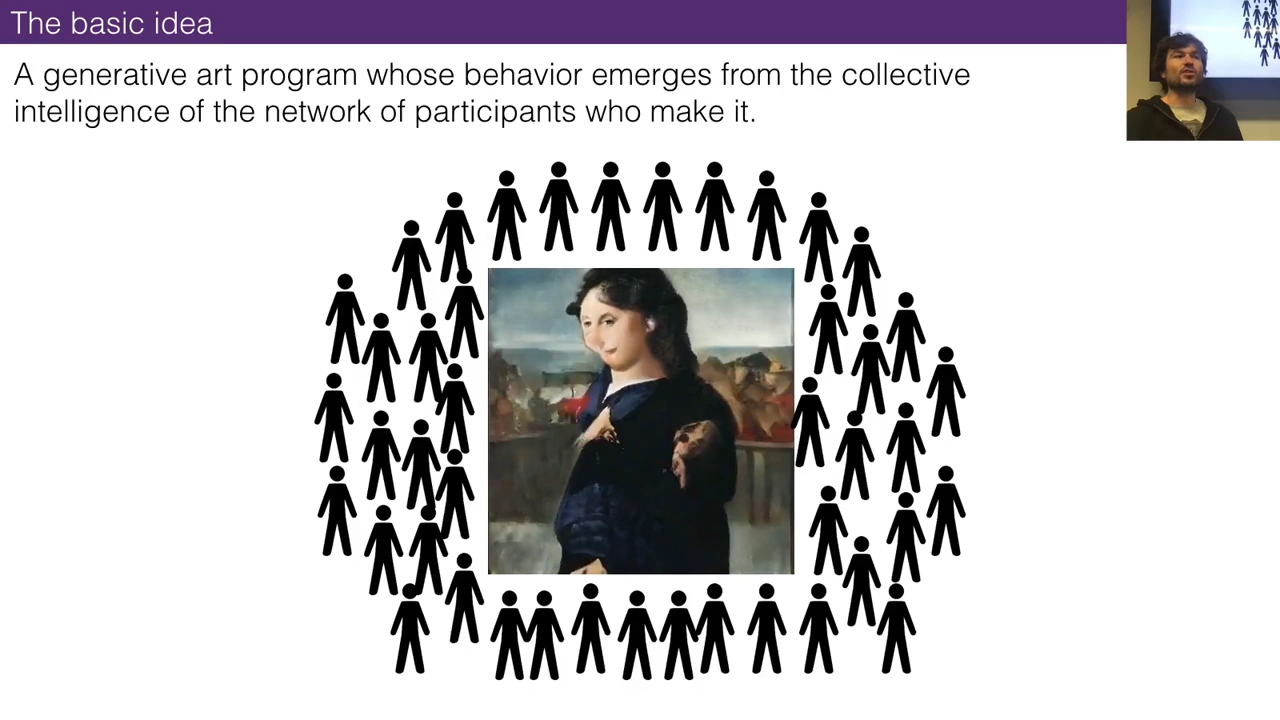 The basic idea
A generative art program whose behavior emerges from the collective
intelligence of the network of participants who make it.